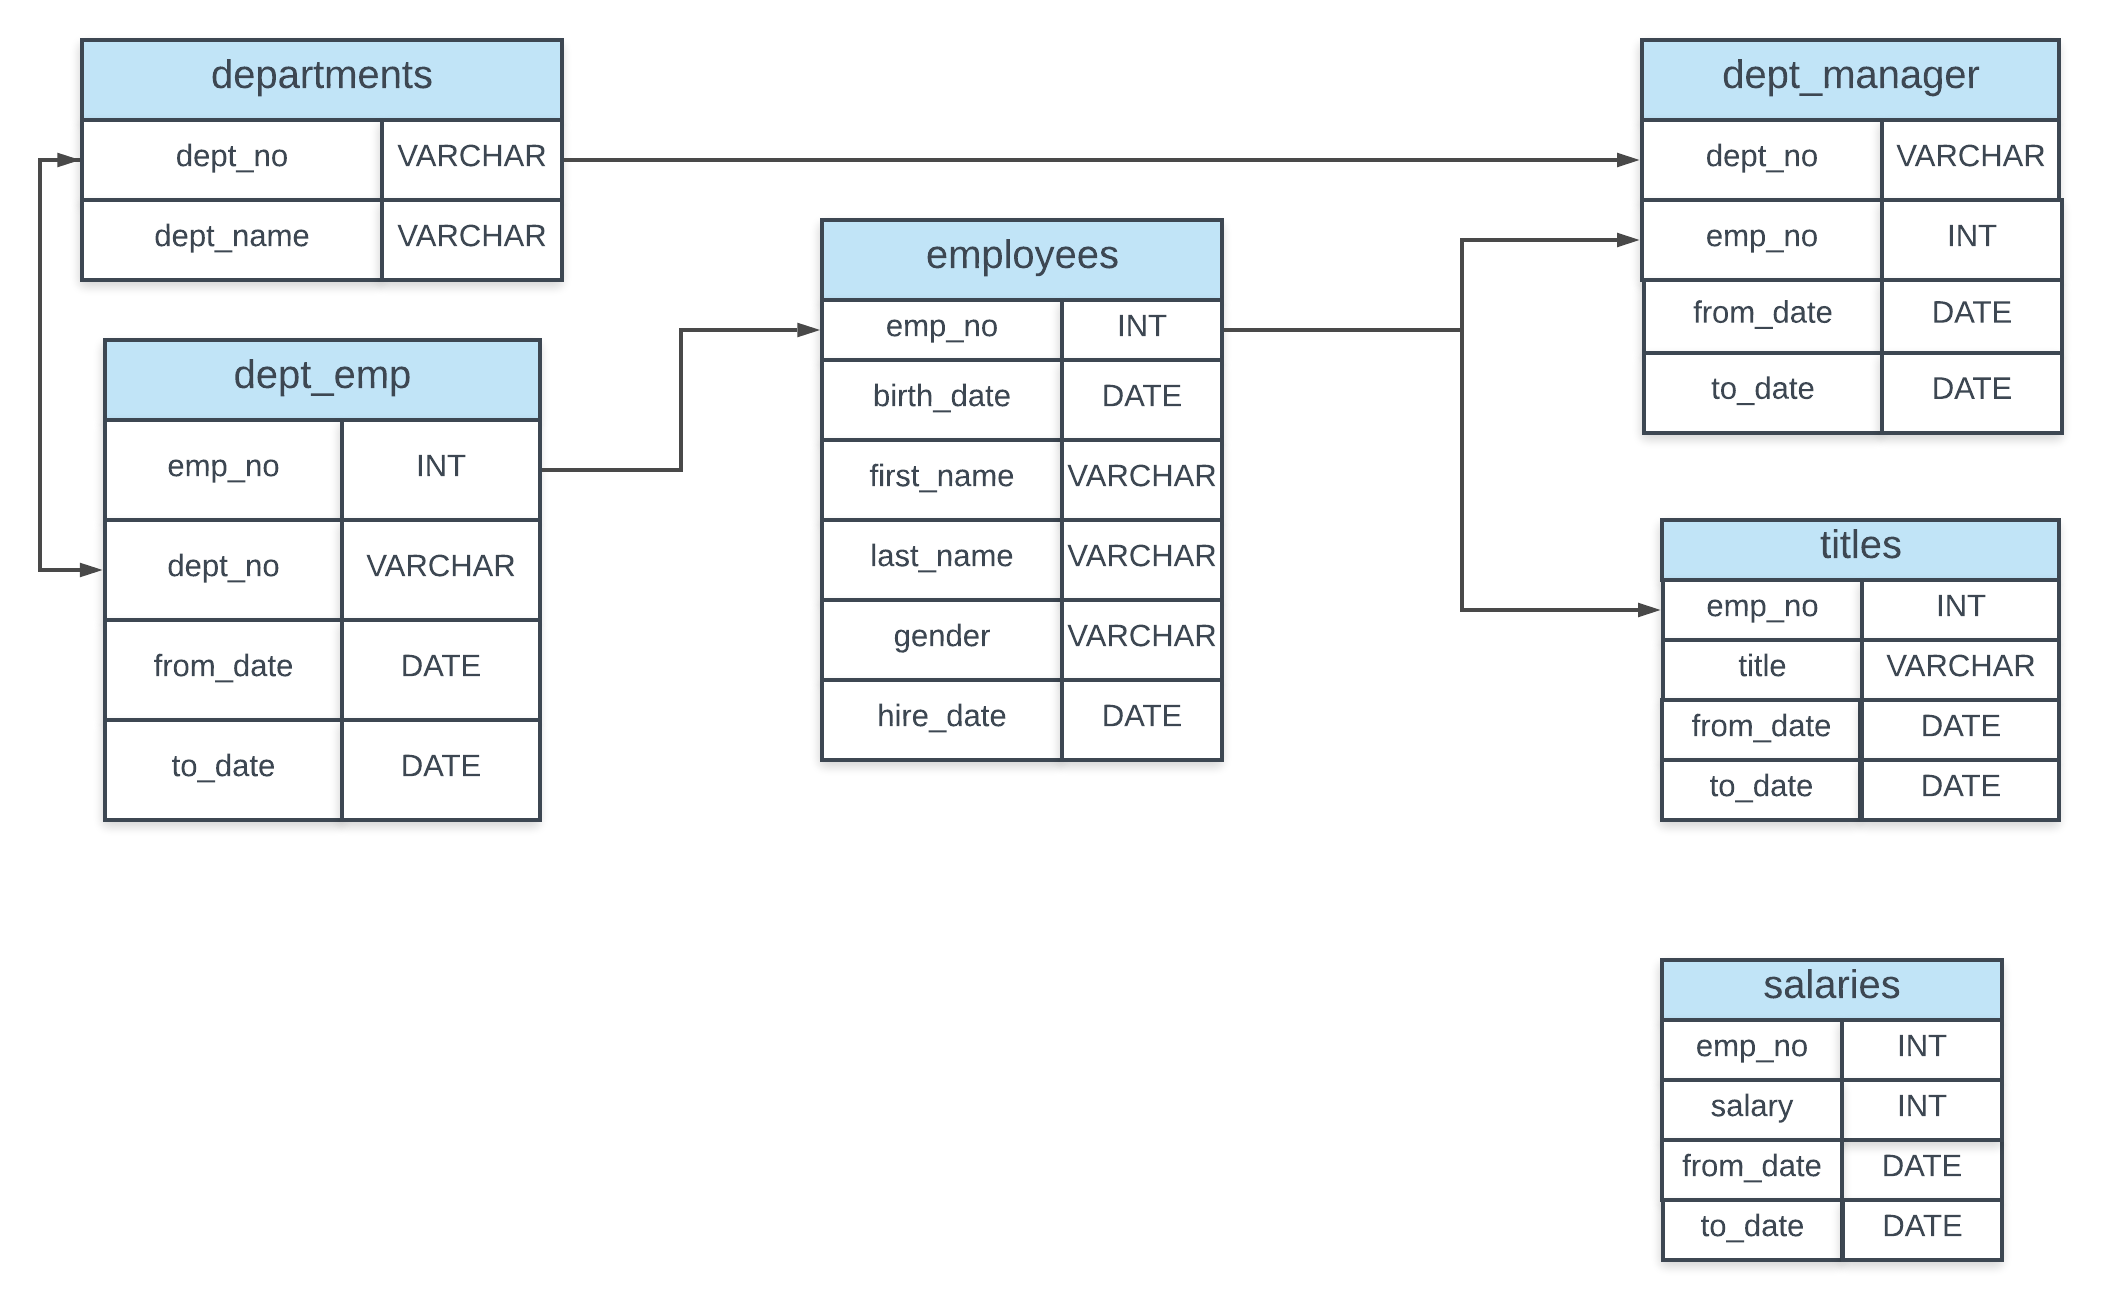 departments
dept_no VARCHAR
dept_name VARCHAR
dept_emp
emp_no INT
dept_no VARCHAR
from_date DATE
to_date DATE
employees
emp_no INT
birth_date DATE
first_name VARCHAR
last_name VARCHAR
gender VARCHAR
hire_date DATE
dept_manager
dept_no VARCHAR
emp_no INT
from_date DATE
to_date DATE
titles
emp_no INT
title VARCHAR
from_date DATE
to_date DATE
salaries
emp_no INT
salary INT
from_date DATE
to_date DATE